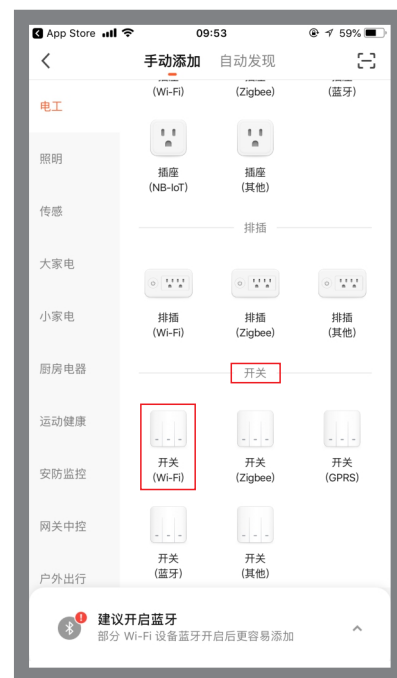 App Store
09:53
59%
手动添加
自动发现
(Wi-Fi)
(Zigbee)
(蓝牙)
电工
照明
传感
大家电
小家电
厨房电器
运动健康
安防监控
网关中控
户外出行
插座
(NB-IoT)
插座
(其他)
排插
排插
(Wi-Fi)
排插
(Zigbee)
排插
(其他)
开关
开关
(Wi-Fi)
开关
(Zigbee)
开关
(GPRS)
开关
(蓝牙)
开关
(其他)
建议开启蓝牙
部分 Wi-Fi 设备蓝牙开启后更容易添加